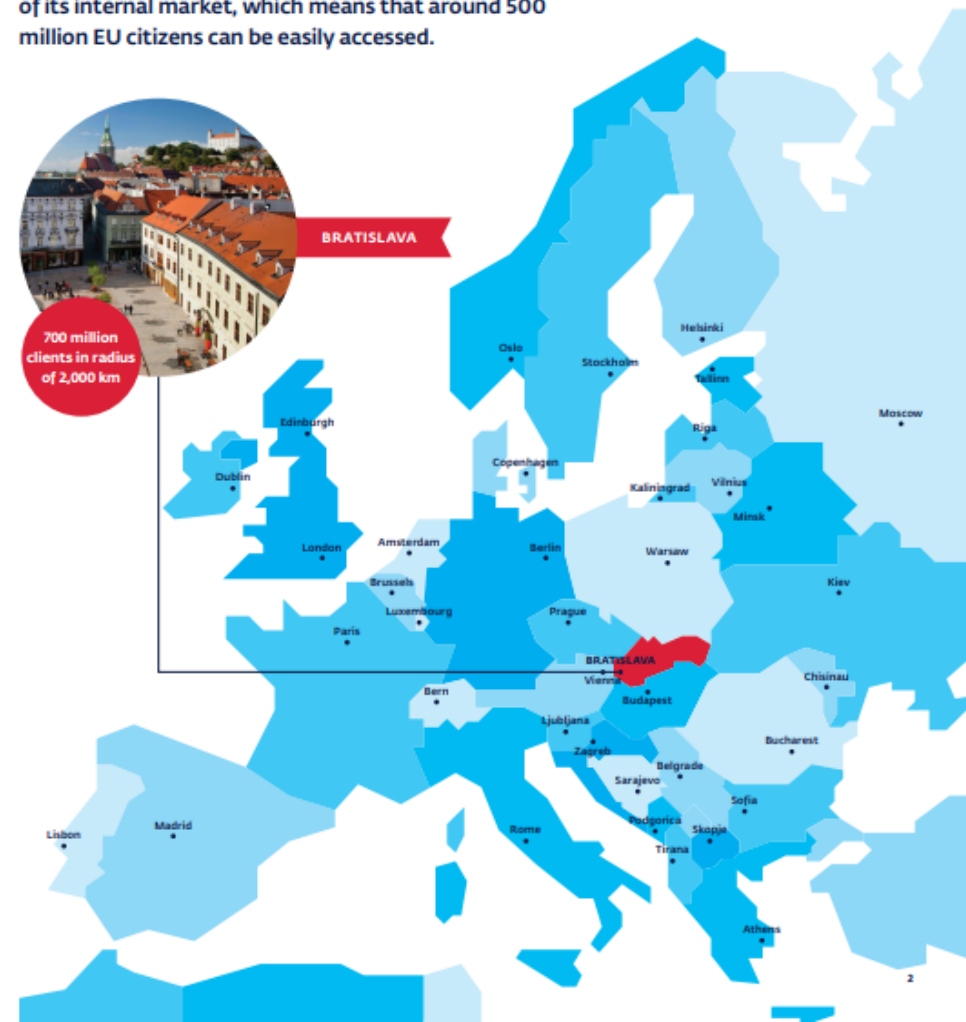 of its internal market, which means that around 500
million EU citizens can be easily accessed.
BRATISLAVA
700 million
clients in radius
of 2,000 km
Helsinki
Oslo
Stockholm
Tallinn
Moscow
Edinburgh
Riga
Copenhagen
Dublin
Kaliningrad
Vilnius
Minsk
Amsterdam
London
Berlin
Warsaw
Brussels
Kiev
Luxembourg
Prague
Paris
BRATISLAVA
Vienna
Chisinau
Bern
Budapest
Ljubljana
Bucharest
Zagreb
Belgrade
Sarajevo
Sofia
Podgorica
Madrid
Rome
Skopje
Lisbon
Tirana
Athens
2